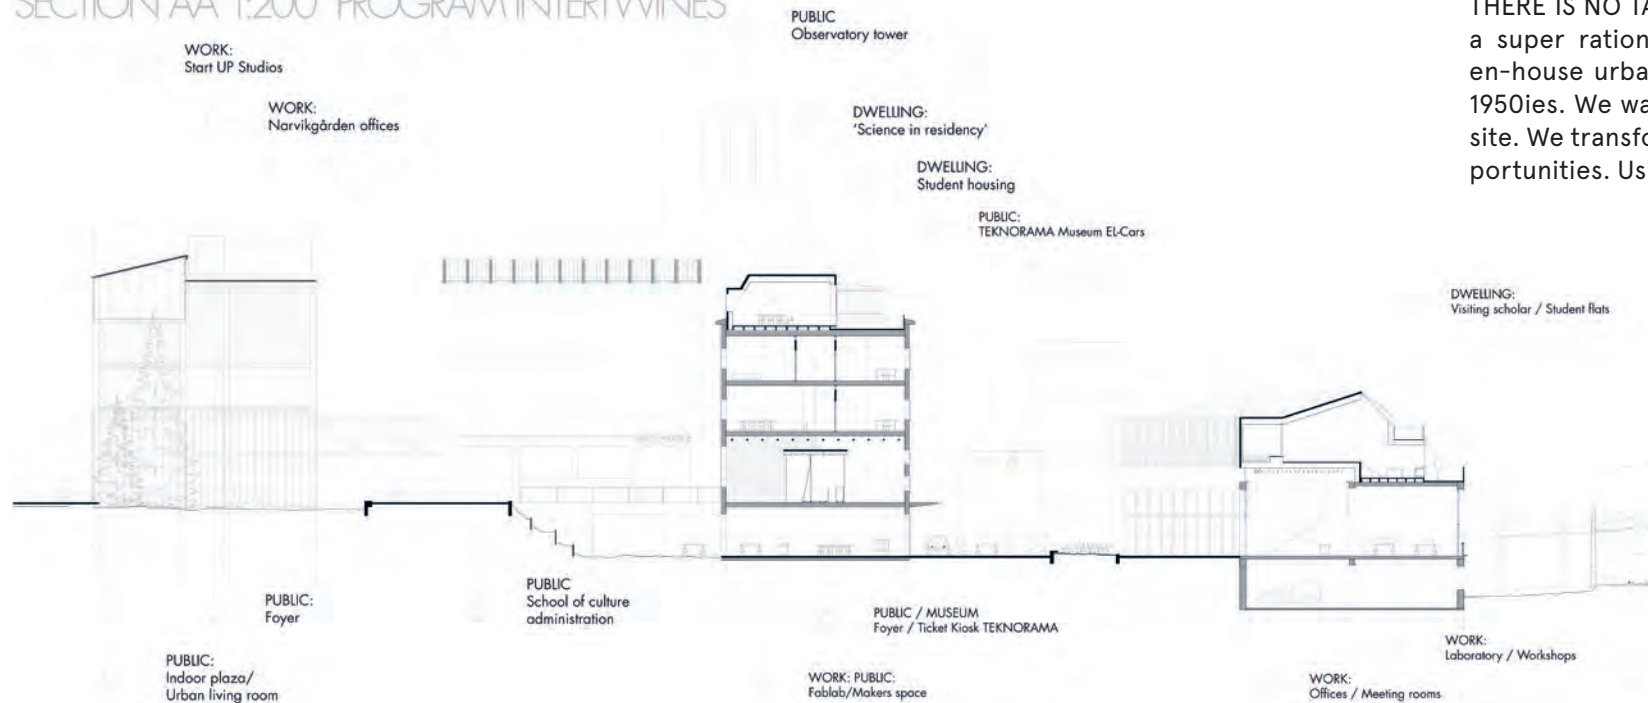 SECTION AA 1:200 PROGRAM INTERTWINES
PUBLIC
Observatory tower
WORK:
Start UP Studios
WORK:
Narvikgården offices
DWELLING:
'Science in residency'
DWELLING:
Student housing
PUBLIC:
TEKNORAMA Museum EL-Cars
DWELLING:
Visiting scholar / Student flats
THERE IS NO
a super ration
en-house urba
1950ies. We wa
site. We transfo
portunities. Us
PUBLIC:
Foyer
PUBLIC
School of culture
administration
PUBLIC / MUSEUM
Foyer / Ticket Kiosk TEKNORAMA
WORK:
Laboratory / Workshops
PUBLIC:
Indoor plaza/
Urban living room
WORK: PUBLIC:
Fablab/Makers space
WORK:
Offices / Meeting rooms